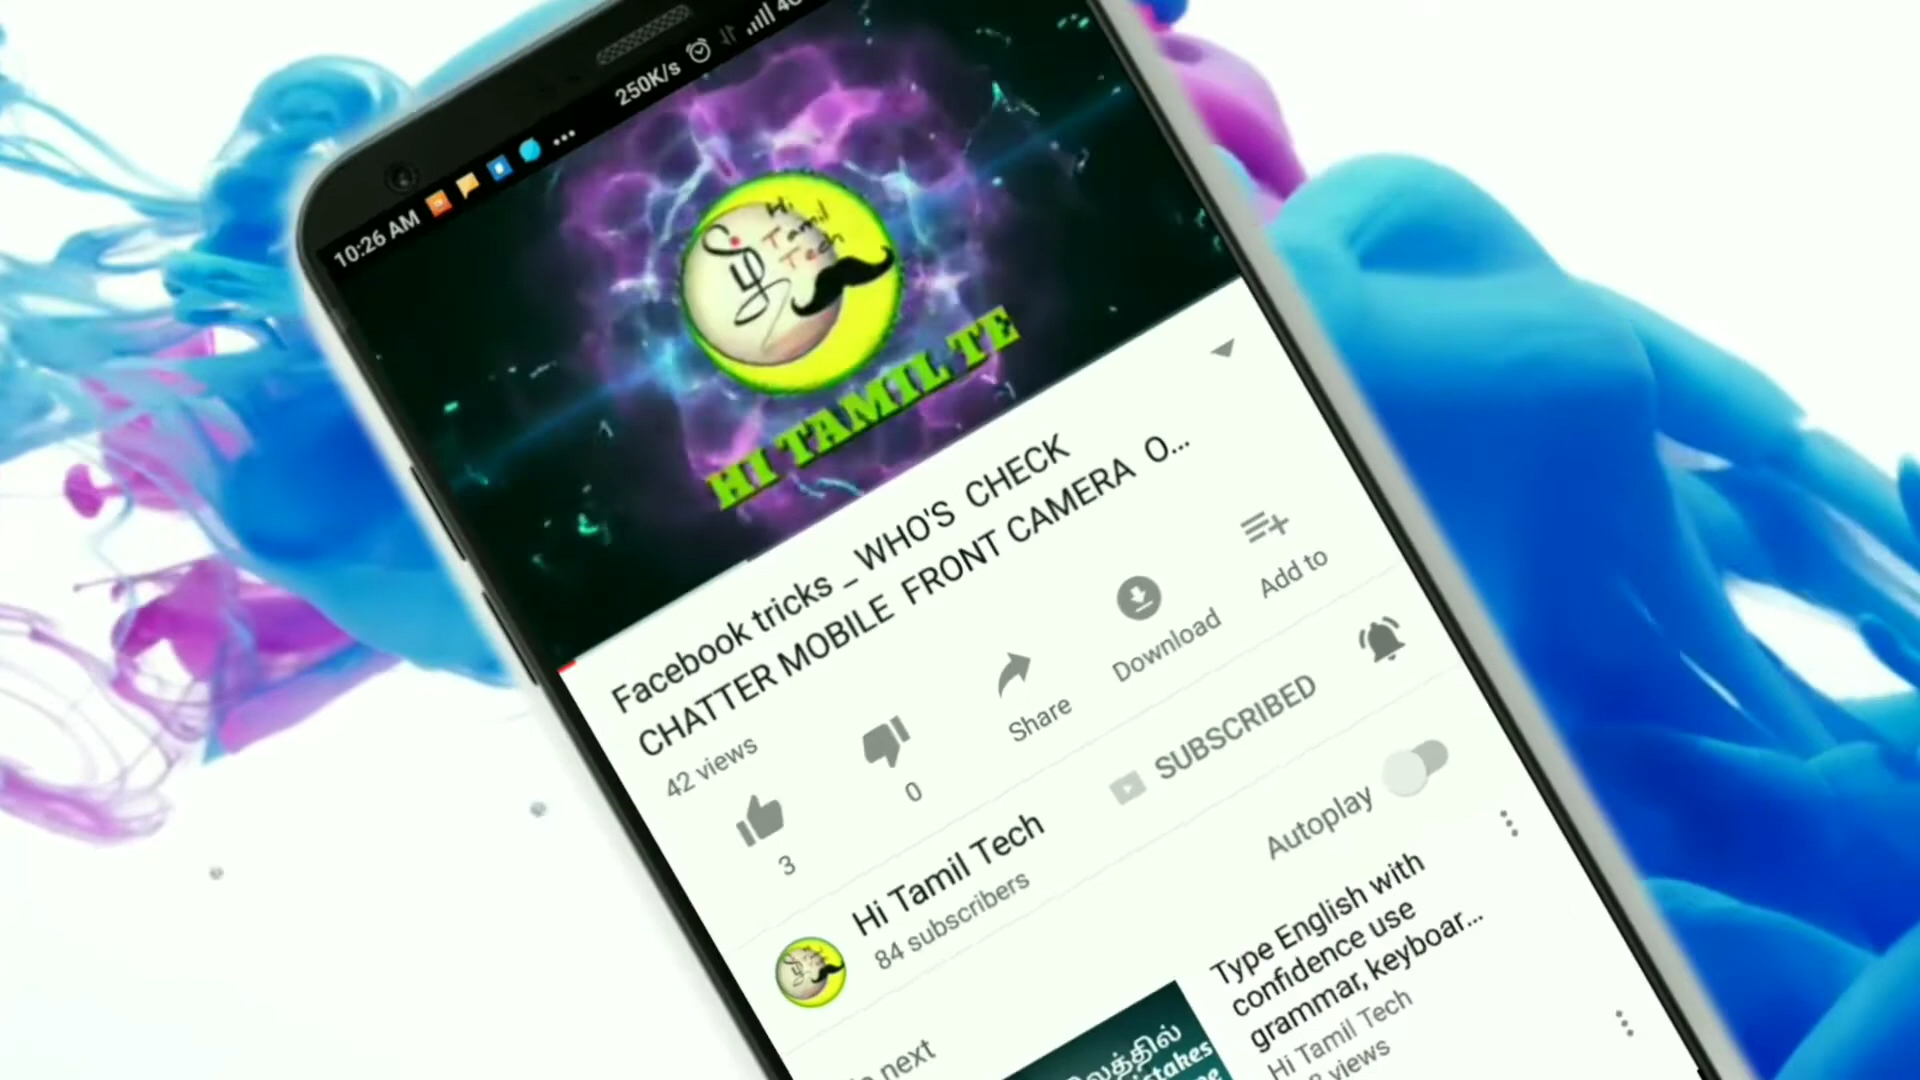 10:26 AM
250K/s
Hi
Tamil
Tech
தமிழ்
HI TAMIL TE
Facebook tricks _ WHO'S CHECK
CHATTER MOBILE FRONT CAMERA O...
42 views
3
0
Share
Download
Add to
Hi Tamil Tech
84 subscribers
SUBSCRIBED
Autoplay
next
Type English with
confidence use
grammar, keyboar...
Hi Tamil Tech
views